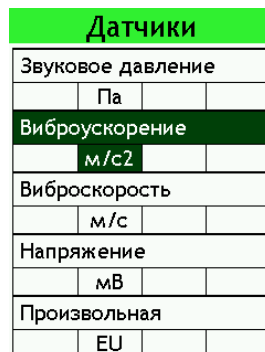 Датчики
Звуковое давление
Па
Виброускорение
м/с2
Виброскорость
м/с
Напряжение
мВ
Произвольная
EU